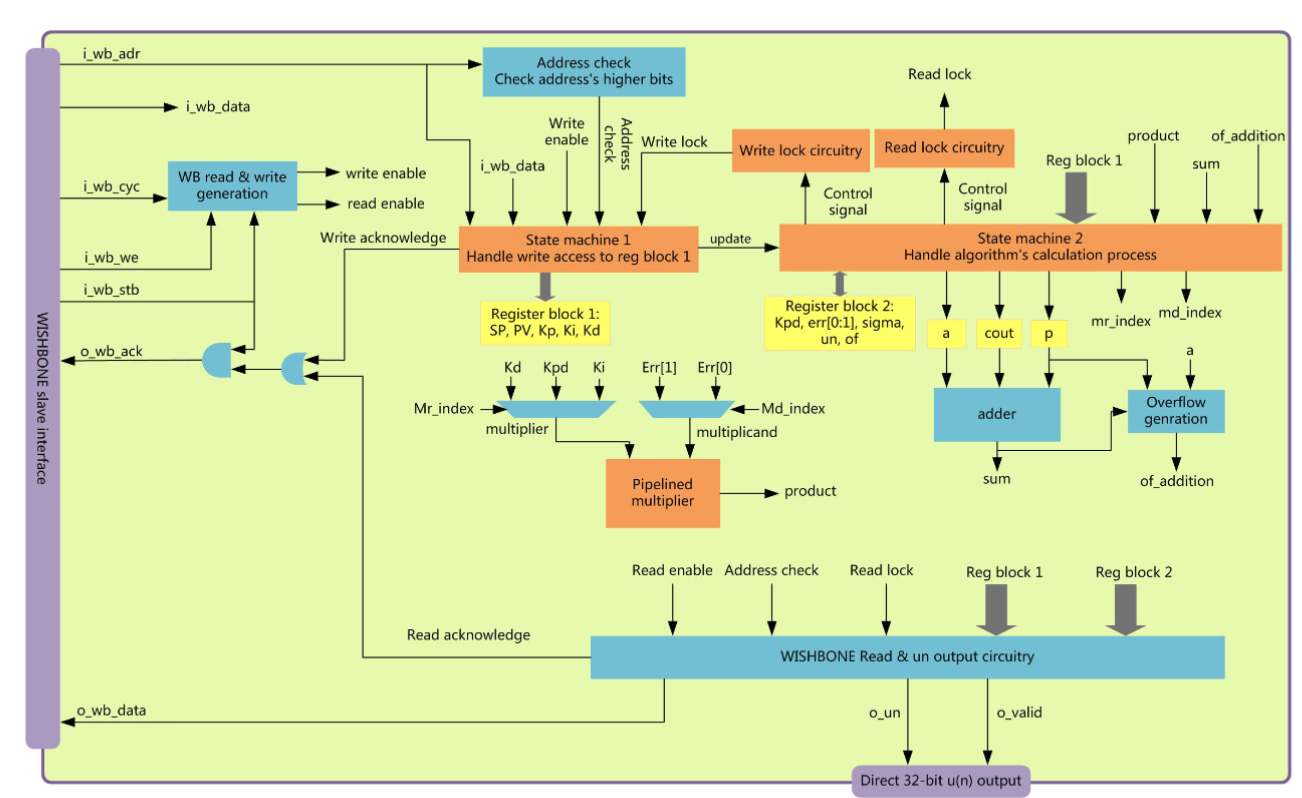 i_wb_adr
Address check
Check address's higher bits
Read lock
i_wb_data
Write
enable
Address
check
Write lock
Write lock circuitry
Read lock circuitry
Reg block 1
product
of_addition
sum
i_wb_data
i_wb_cyc
WB read & write
generation
write enable
read enable
Control
signal
Control
signal
Write acknowledge
State machine 1
Handle write access to reg block 1
update
State machine 2
Handle algorithm's calculation process
i_wb_we
i_wb_stb
Register block 1:
SP, PV, Kp, Ki, Kd
Register block 2:
Kpd, err[0:1], sigma,
un, of
a
cout
p
mr_index
md_index
WISHBONE slave interface
o_wb_ack
Kd
Kpd
Ki
Err[1]
Err[0]
a
Mr_index
Md_index
multiplier
multiplicand
adder
Overflow
genration
Pipelined
multiplier
product
sum
of_addition
Read enable
Address check
Read lock
Reg block 1
Reg block 2
Read acknowledge
WISHBONE Read & un output circuitry
o_wb_data
o_un
o_valid
Direct 32-bit u(n) output